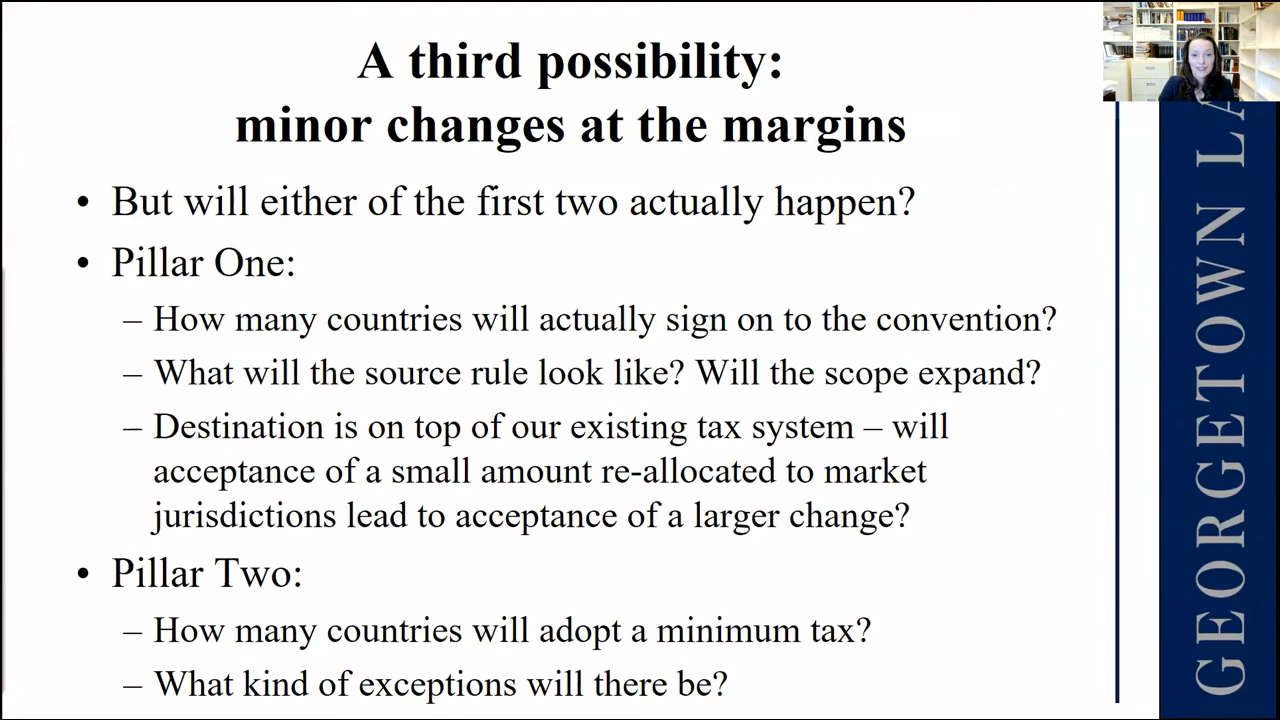 A third possibility:
minor changes at the margins
• But will either of the first two actually happen?
• Pillar One:
– How many countries will actually sign on to the convention?
– What will the source rule look like? Will the scope expand?
– Destination is on top of our existing tax system – will
acceptance of a small amount re-allocated to market
jurisdictions lead to acceptance of a larger change?
• Pillar Two:
– How many countries will adopt a minimum tax?
– What kind of exceptions will there be?
GEORGETOWN LA